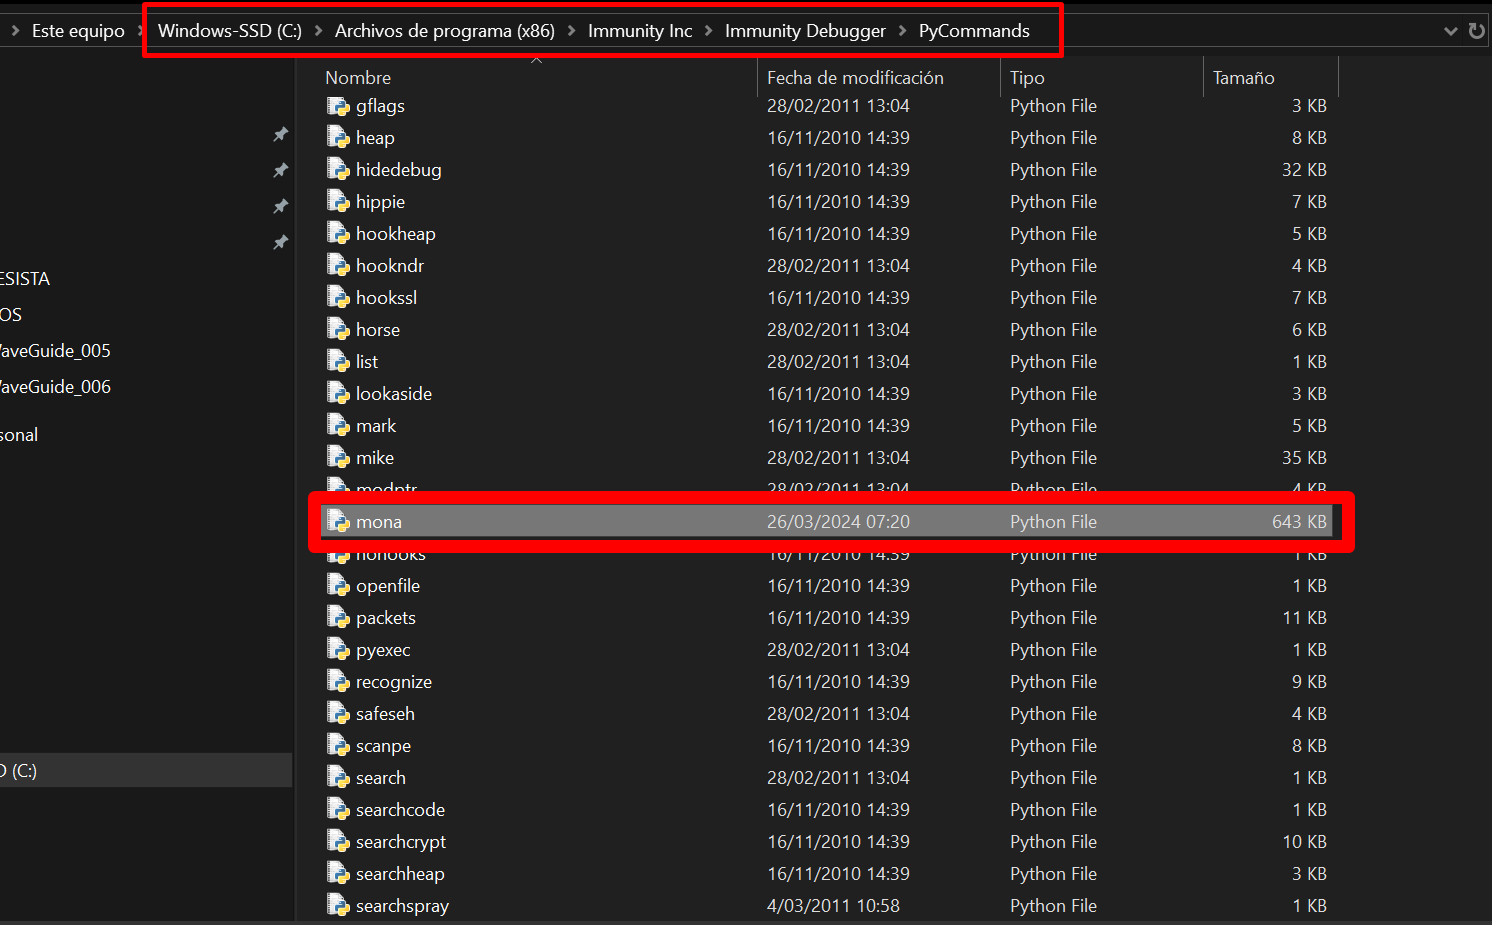 Este equipo > Windows-SSD (C:) > Archivos de programa (x86) > Immunity Inc > Immunity Debugger > PyCommands
Nombre Fecha de modificación Tipo Tamaño
gflags 28/02/2011 13:04 Python File 3 KB
heap 16/11/2010 14:39 Python File 8 KB
hidedebug 16/11/2010 14:39 Python File 32 KB
hippie 16/11/2010 14:39 Python File 7 KB
hookheap 16/11/2010 14:39 Python File 5 KB
hookndr 28/02/2011 13:04 Python File 4 KB
ESISTA
hookssl 16/11/2010 14:39 Python File 7 KB
OS
horse 28/02/2011 13:04 Python File 6 KB
aveGuide_005
list 28/02/2011 13:04 Python File 1 KB
aveGuide_006
lookaside 16/11/2010 14:39 Python File 3 KB
mark 16/11/2010 14:39 Python File 5 KB
sonal
mike 28/02/2011 13:04 Python File 35 KB
modptr 28/02/2011 13:04 Python File 4 KB
mona 26/03/2024 07:20 Python File 643 KB
nohooks 16/11/2010 14:39 Python File 1 KB
openfile 16/11/2010 14:39 Python File 1 KB
packets 16/11/2010 14:39 Python File 11 KB
pyexec 28/02/2011 13:04 Python File 1 KB
recognize 16/11/2010 14:39 Python File 9 KB
safeseh 28/02/2011 13:04 Python File 4 KB
scanpe 16/11/2010 14:39 Python File 8 KB
D (C:)
search 28/02/2011 13:04 Python File 1 KB
searchcode 16/11/2010 14:39 Python File 1 KB
searchcrypt 16/11/2010 14:39 Python File 10 KB
searchheap 16/11/2010 14:39 Python File 3 KB
searchspray 4/03/2011 10:58 Python File 1 KB